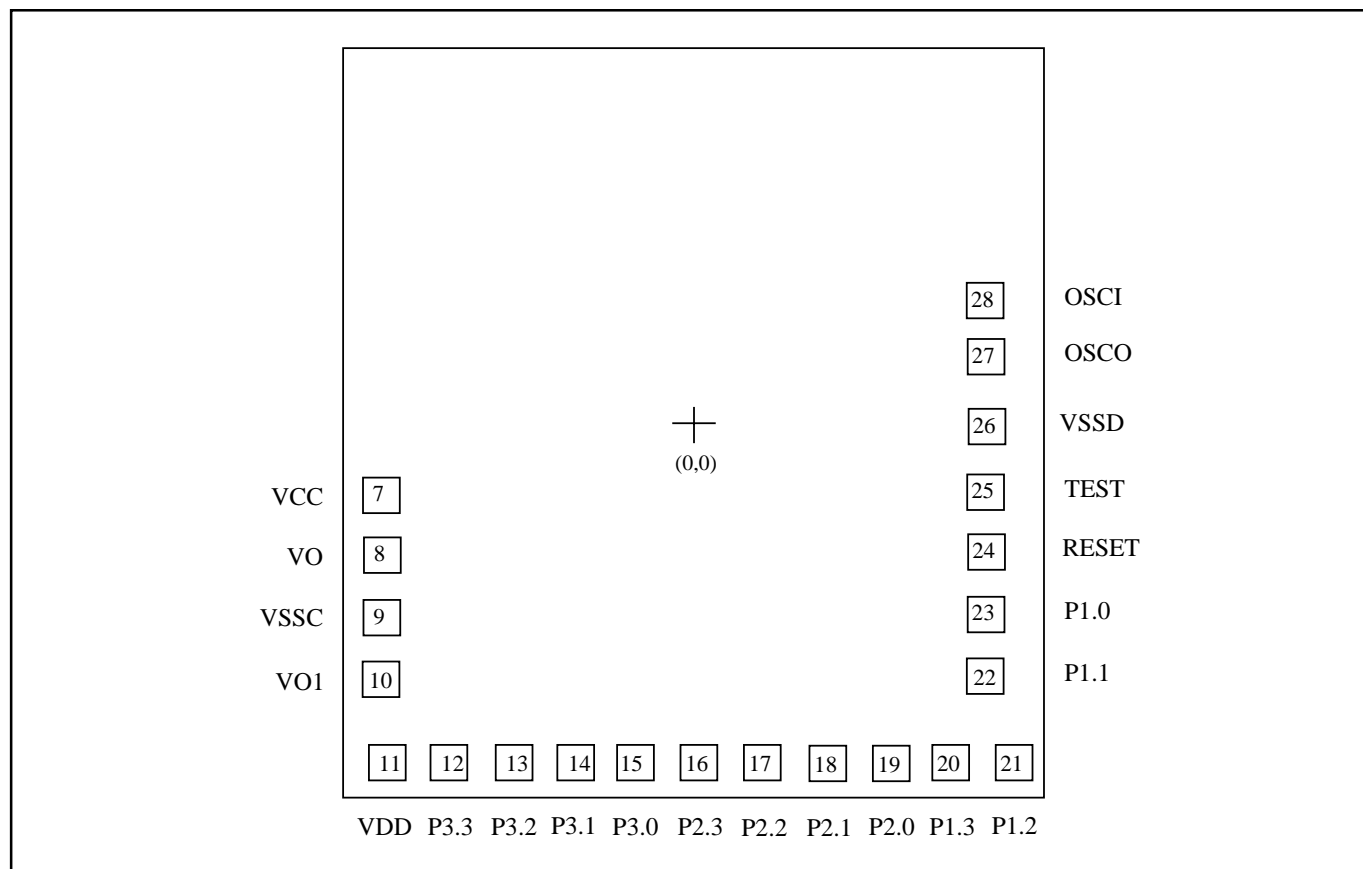 28 OSCI
27 OSCO
26 VSSD
(0,0)
VCC 7 25 TEST
VO 8 24 RESET
VSSC 9 23 P1.0
VO1 10 22 P1.1
11 12 13 14 15 16 17 18 19 20 21
VDD P3.3 P3.2 P3.1 P3.0 P2.3 P2.2 P2.1 P2.0 P1.3 P1.2